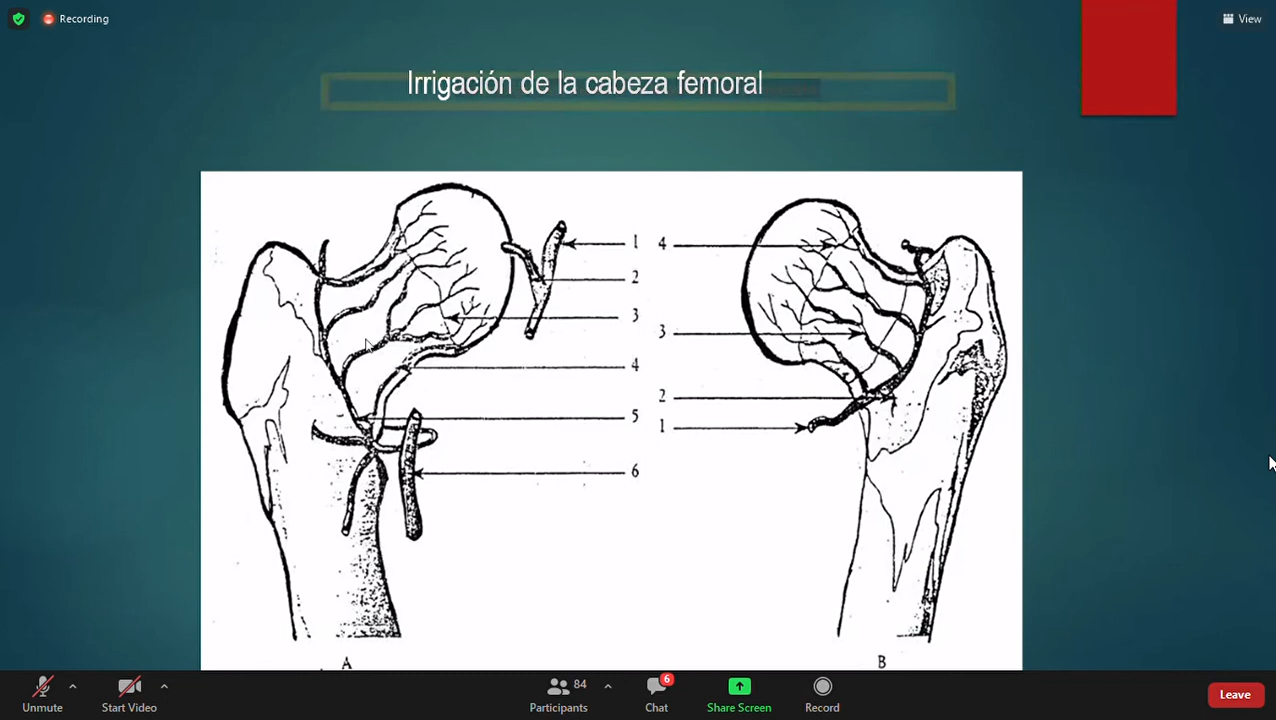 Recording
View
Irrigación de la cabeza femoral
1
2
3
4
5
6
4
3
2
1
A
B
Unmute
Start Video
84
Participants
6
Chat
Share Screen
Record
Leave